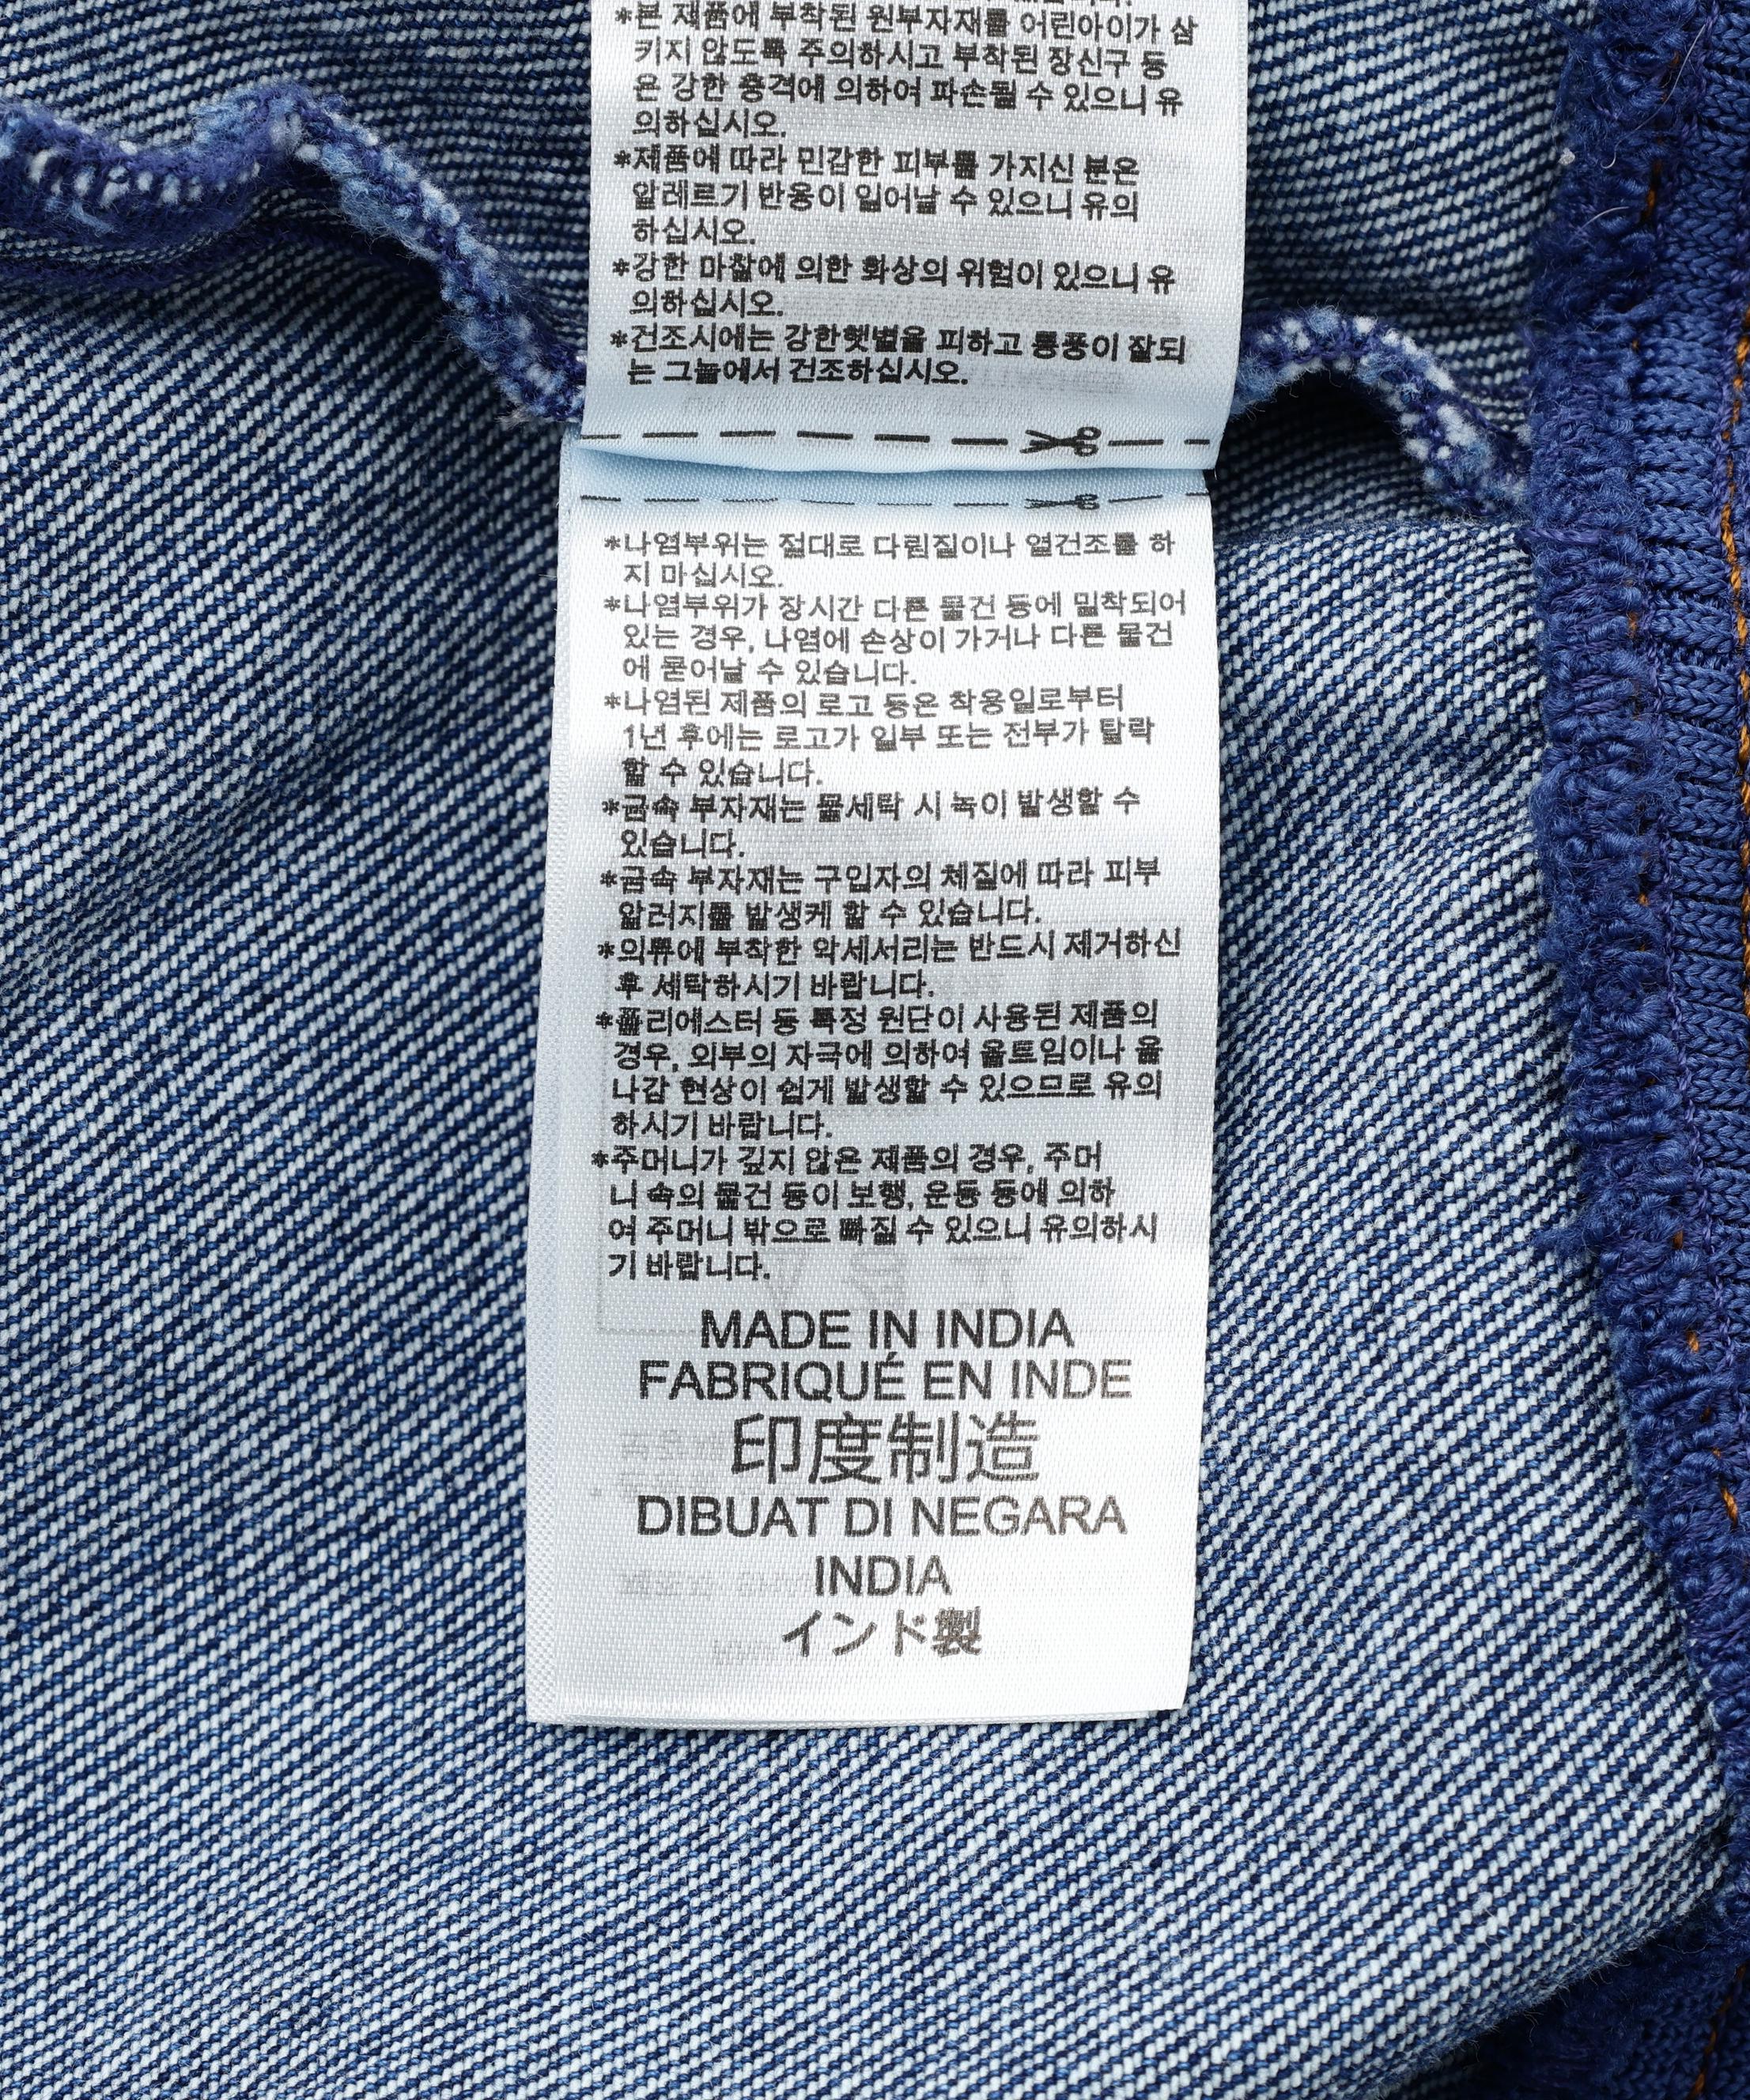 *본 제품에 부착된 원부자재를 어린아이가 삼
키지 않도록 주의하시고 부착된 장신구 등
은 강한 충격에 의하여 파손될 수 있으니 유
의하십시오.
*제품에 따라 민감한 피부를 가지신 분은
알레르기 반응이 일어날 수 있으니 유의
하십시오.
*강한 마찰에 의한 화상의 위험이 있으니 유
의하십시오.
*건조시에는 강한햇볕을 피하고 통풍이 잘되
는 그늘에서 건조하십시오.
*나염부위는 절대로 다림질이나 열건조를 하
지 마십시오.
*나염부위가 장시간 다른 물건 등에 밀착되어
있는 경우, 나염에 손상이 가거나 다른 물건
에 묻어날 수 있습니다.
*나염된 제품의 로고 등은 착용일로부터
1년 후에는 로고가 일부 또는 전부가 탈락
할 수 있습니다.
*금속 부자재는 물세탁 시 녹이 발생할 수
있습니다.
*금속 부자재는 구입자의 체질에 따라 피부
알러지를 발생케 할 수 있습니다.
*의류에 부착한 악세서리는 반드시 제거하신
후 세탁하시기 바랍니다.
*폴리에스터 등 특정 원단이 사용된 제품의
경우, 외부의 자극에 의하여 올트임이나 올
나감 현상이 쉽게 발생할 수 있으므로 유의
하시기 바랍니다.
*주머니가 깊지 않은 제품의 경우, 주머
니 속의 물건 등이 보행, 운동 등에 의하
여 주머니 밖으로 빠질 수 있으니 유의하시
기 바랍니다.
MADE IN INDIA
FABRIQUÉ EN INDE
印度制造
DIBUAT DI NEGARA
INDIA
インド製